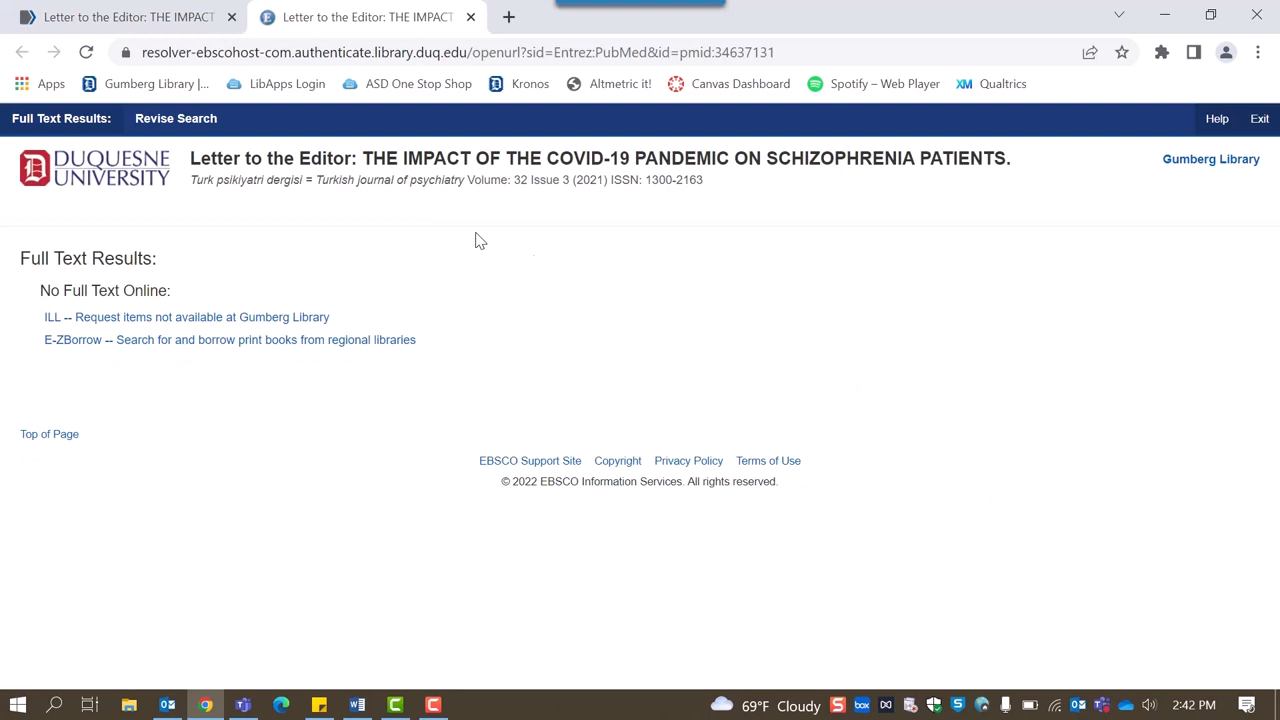 Letter to the Editor: THE IMPACT
Letter to the Editor: THE IMPACT
resolver-ebscohost-com.authenticate.library.duq.edu/openurl?sid=Entrez:PubMed&id=pmid:34637131
Apps Gumberg Library |... LibApps Login ASD One Stop Shop Kronos Altmetric it! Canvas Dashboard Spotify – Web Player XM Qualtrics
Full Text Results: Revise Search Help Exit
DUQUESNE
UNIVERSITY
Letter to the Editor: THE IMPACT OF THE COVID-19 PANDEMIC ON SCHIZOPHRENIA PATIENTS.
Gumberg Library
Turk psikiyatri dergisi = Turkish journal of psychiatry Volume: 32 Issue 3 (2021) ISSN: 1300-2163
Full Text Results:
No Full Text Online:
ILL -- Request items not available at Gumberg Library
E-ZBorrow -- Search for and borrow print books from regional libraries
Top of Page
EBSCO Support Site Copyright Privacy Policy Terms of Use
© 2022 EBSCO Information Services. All rights reserved.
69°F Cloudy 2:42 PM